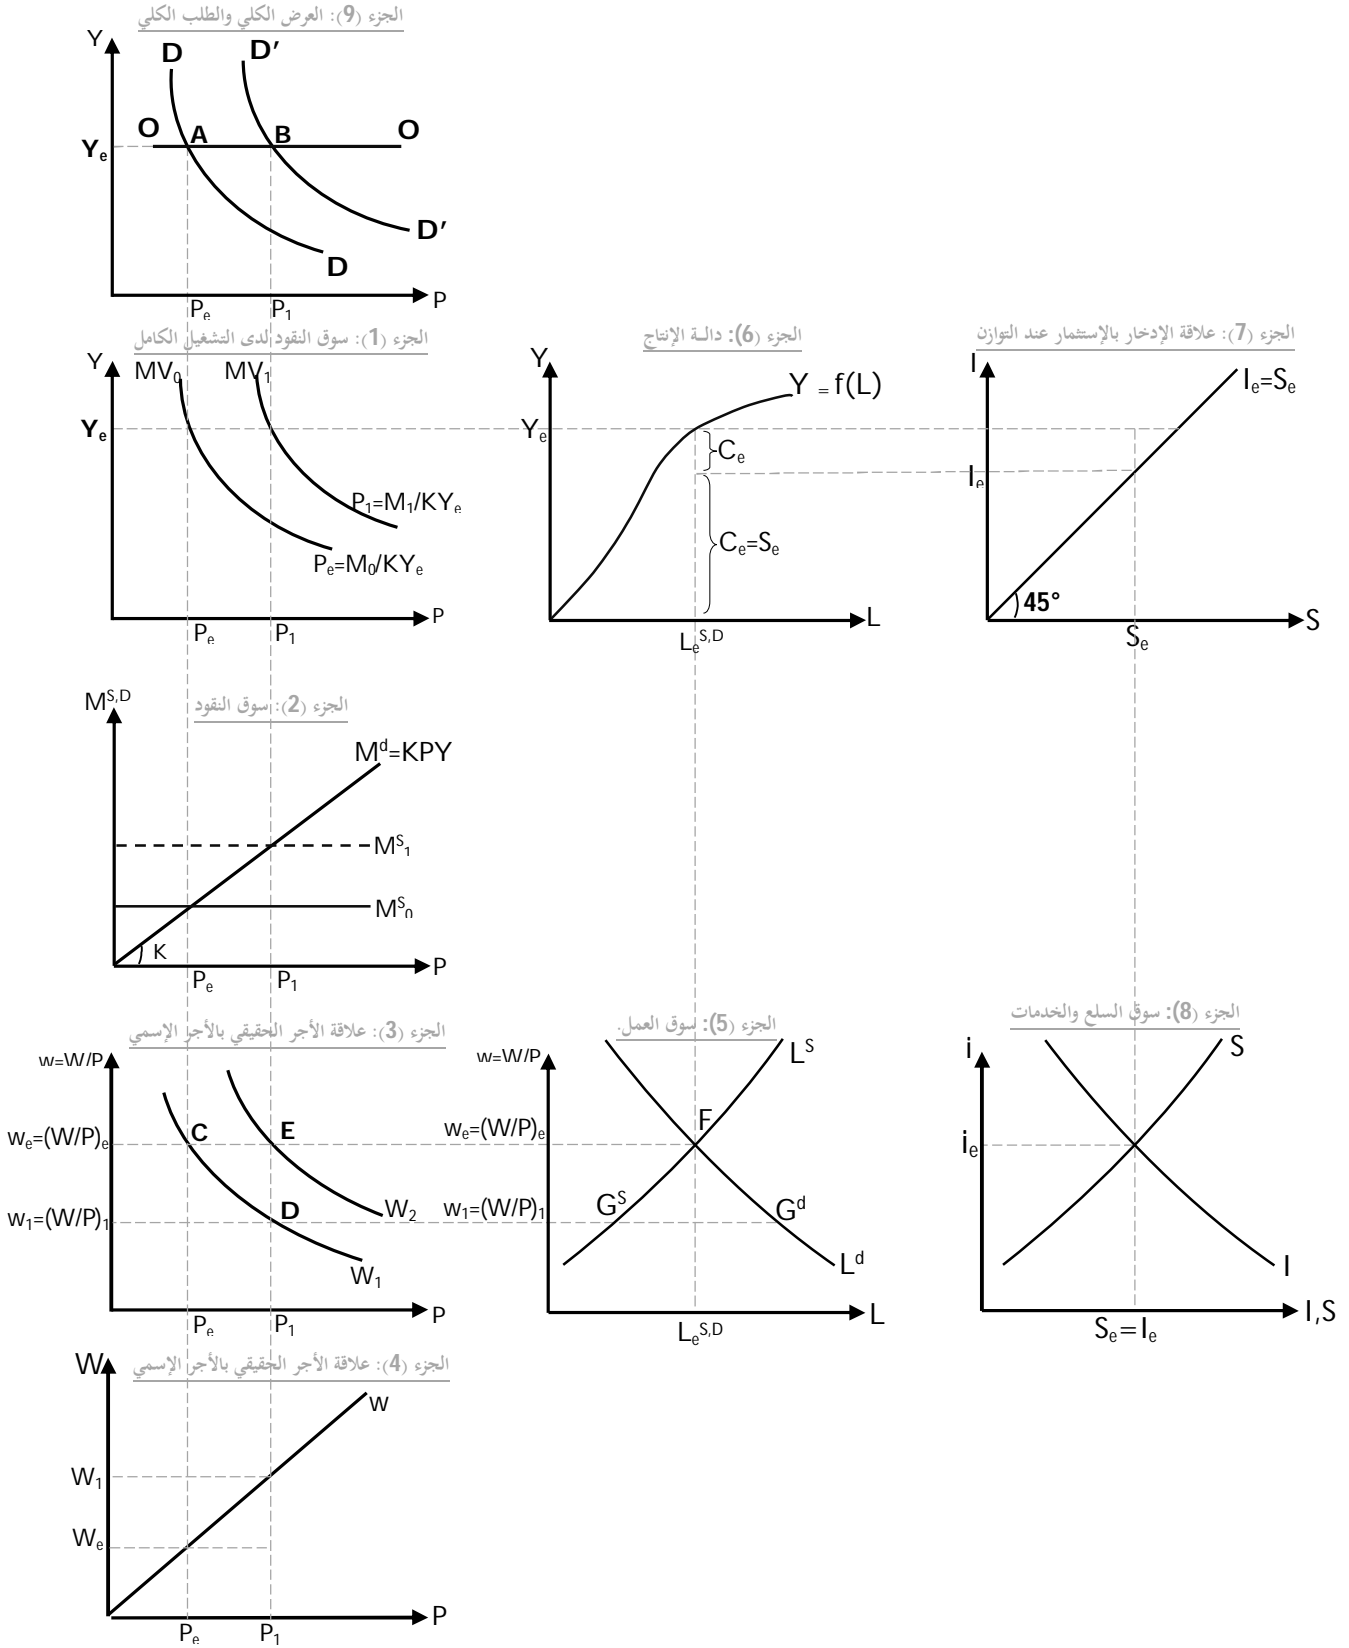 الجزء (9): العرض الكلي والطلب الكلي
Y
D
D′
O
A
B
O
Yₑ
D′
D
Pₑ
P₁
P
الجزء (1): سوق النقود لدى التشغيل الكامل
Y
MV₀
MV₁
Yₑ
P₁=M₁/KYₑ
Pₑ=M₀/KYₑ
Pₑ
P₁
P
الجزء (6): دالة الإنتاج
Y
Y = f(L)
Yₑ
Cₑ
Cₑ=Sₑ
Lₑ^S,D
L
الجزء (7): علاقة الإدخار بالإستثمار عند التوازن
I
Iₑ=Sₑ
Iₑ
45°
Sₑ
S
الجزء (2): سوق النقود
M^S,D
M^d=KPY
M^S₁
M^S₀
K
Pₑ
P₁
P
الجزء (3): علاقة الأجر الحقيقي بالأجر الإسمي
w=W/P
wₑ=(W/P)ₑ
C
E
w₁=(W/P)₁
D
W₂
W₁
Pₑ
P₁
P
الجزء (5): سوق العمل.
w=W/P
L^S
F
wₑ=(W/P)ₑ
G^S
G^d
w₁=(W/P)₁
L^d
Lₑ^S,D
L
الجزء (8): سوق السلع والخدمات
i
S
iₑ
I
Sₑ=Iₑ
I,S
الجزء (4): علاقة الأجر الحقيقي بالأجر الإسمي
W
w
W₁
Wₑ
Pₑ
P₁
P